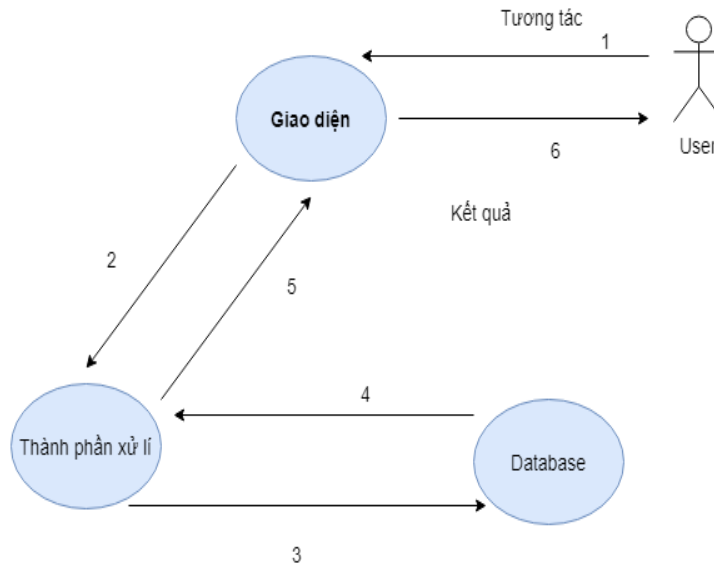 Tương tác
1
Giao diện
6
User
Kết quả
2
5
4
Thành phần xử lí
Database
3